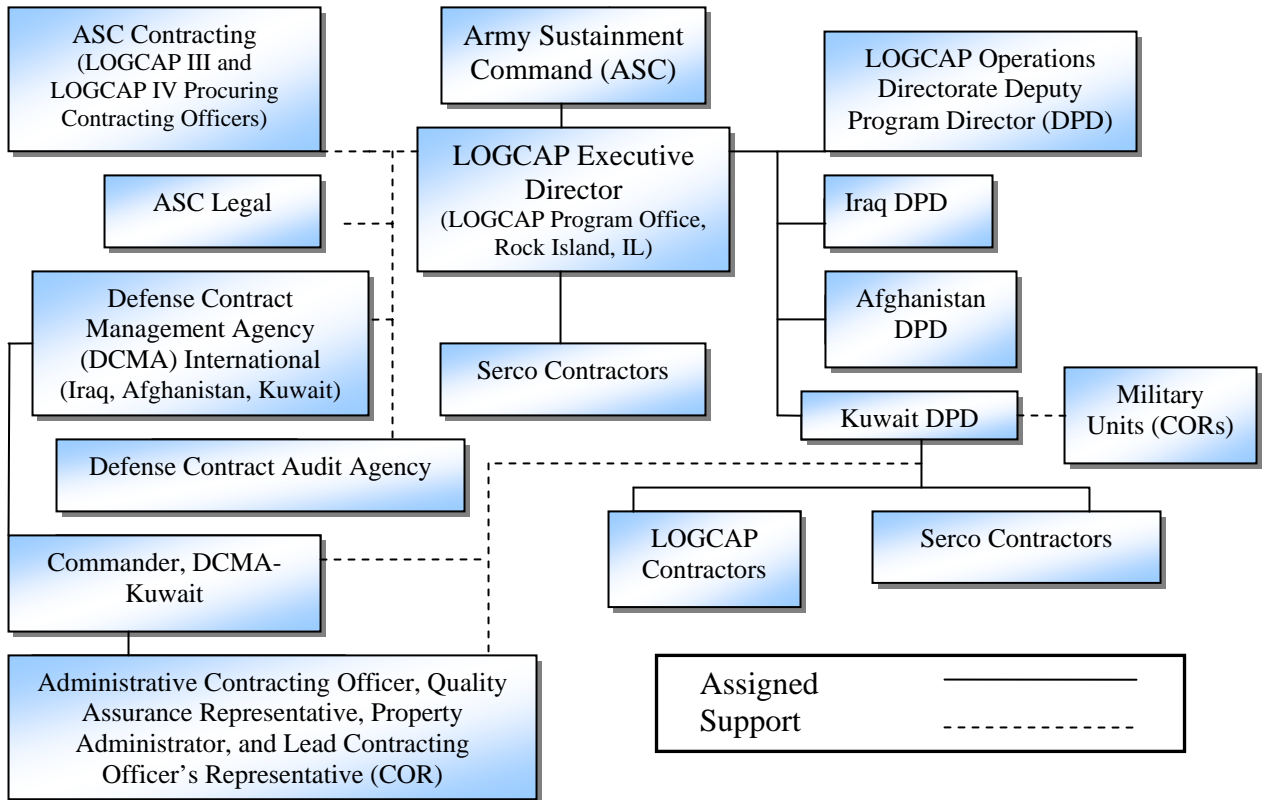 ASC Contracting
(LOGCAP III and
LOGCAP IV Procuring
Contracting Officers)
Army Sustainment
Command (ASC)
LOGCAP Operations
Directorate Deputy
Program Director (DPD)
LOGCAP Executive
Director
(LOGCAP Program Office,
Rock Island, IL)
ASC Legal
Iraq DPD
Defense Contract
Management Agency
(DCMA) International
(Iraq, Afghanistan, Kuwait)
Afghanistan
DPD
Serco Contractors
Kuwait DPD
Military
Units (CORs)
Defense Contract Audit Agency
LOGCAP
Contractors
Serco Contractors
Commander, DCMA-
Kuwait
Administrative Contracting Officer, Quality
Assurance Representative, Property
Administrator, and Lead Contracting
Officer’s Representative (COR)
Assigned
Support